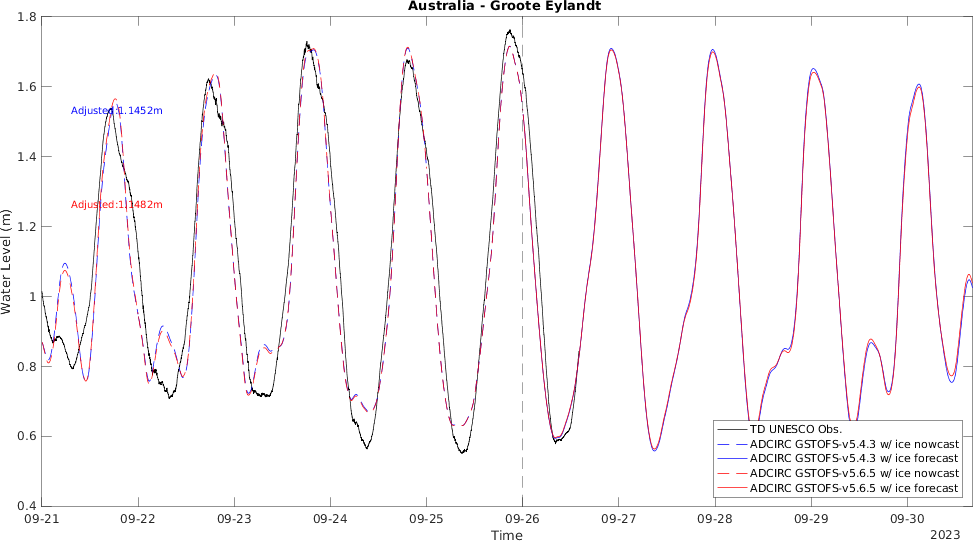 Australia - Groote Eylandt
1.8
1.6
1.4
1.2
1
0.8
0.6
0.4
Water Level (m)
Adjusted:1.1452m
Adjusted:1.1482m
TD UNESCO Obs.
ADCIRC GSTOFS-v5.4.3 w/ ice nowcast
ADCIRC GSTOFS-v5.4.3 w/ ice forecast
ADCIRC GSTOFS-v5.6.5 w/ ice nowcast
ADCIRC GSTOFS-v5.6.5 w/ ice forecast
09-21 09-22 09-23 09-24 09-25 09-26 09-27 09-28 09-29 09-30
Time
2023